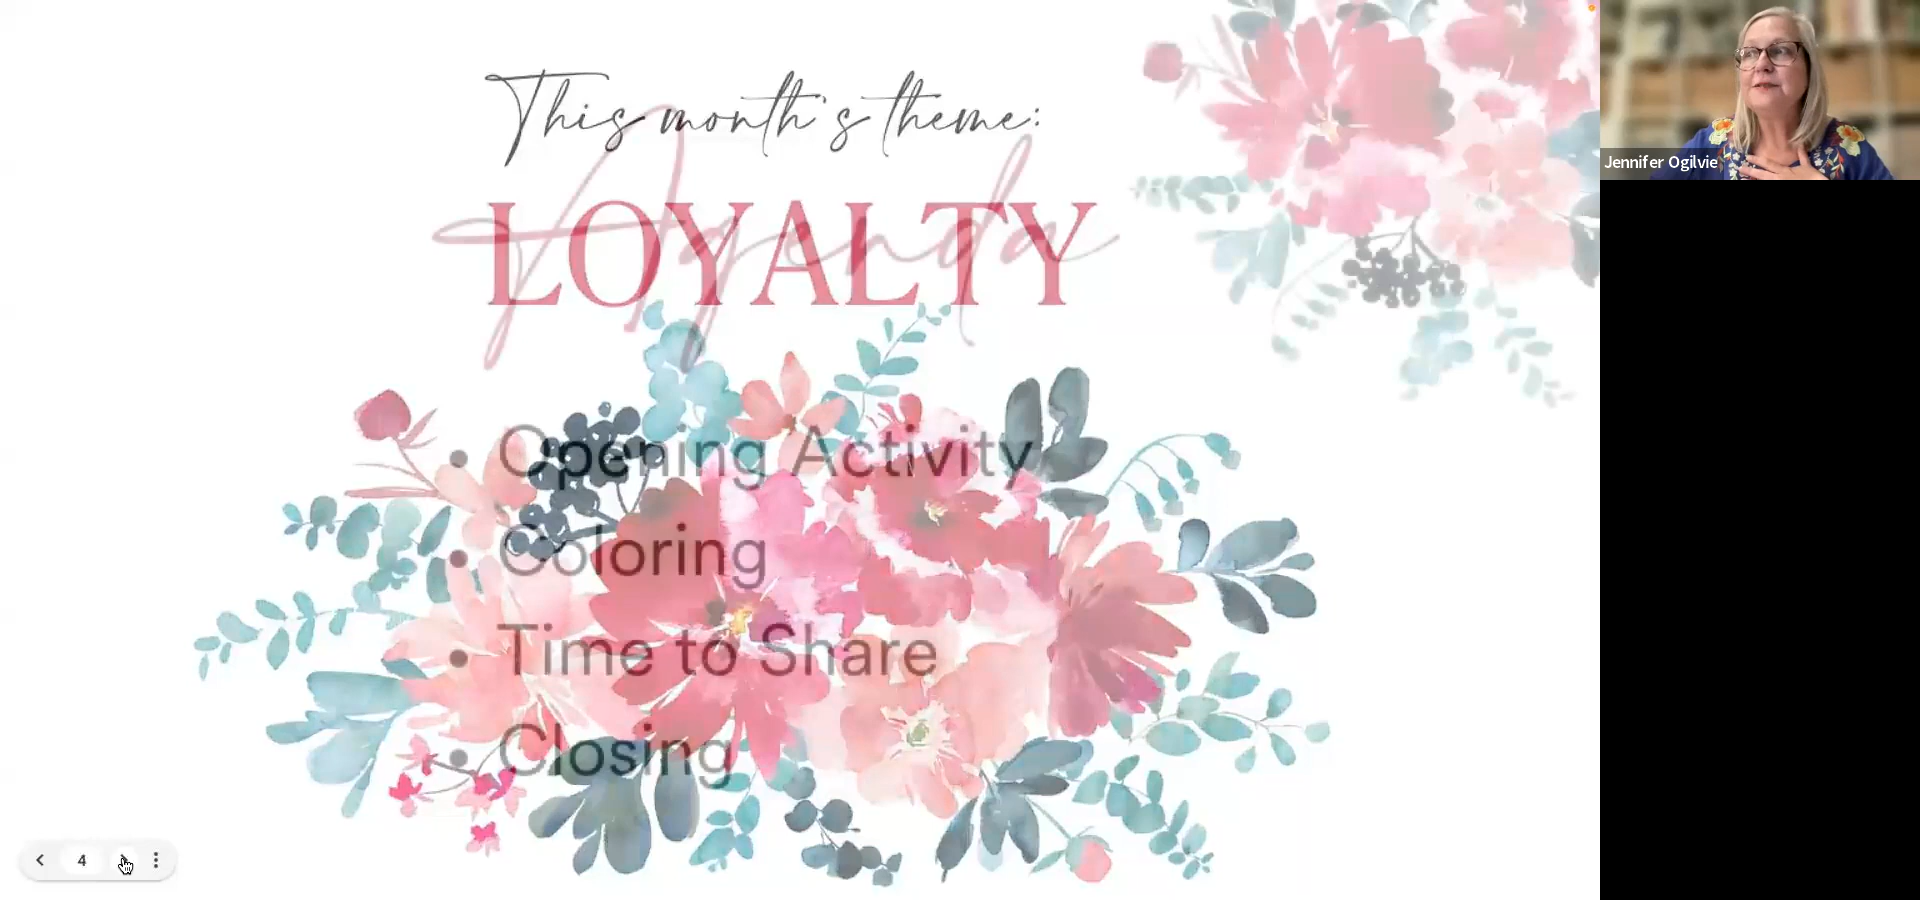 This month's theme:
LOYALTY
Agenda
• Opening Activity
• Coloring
• Time to Share
• Closing
4
Jennifer Ogilvie